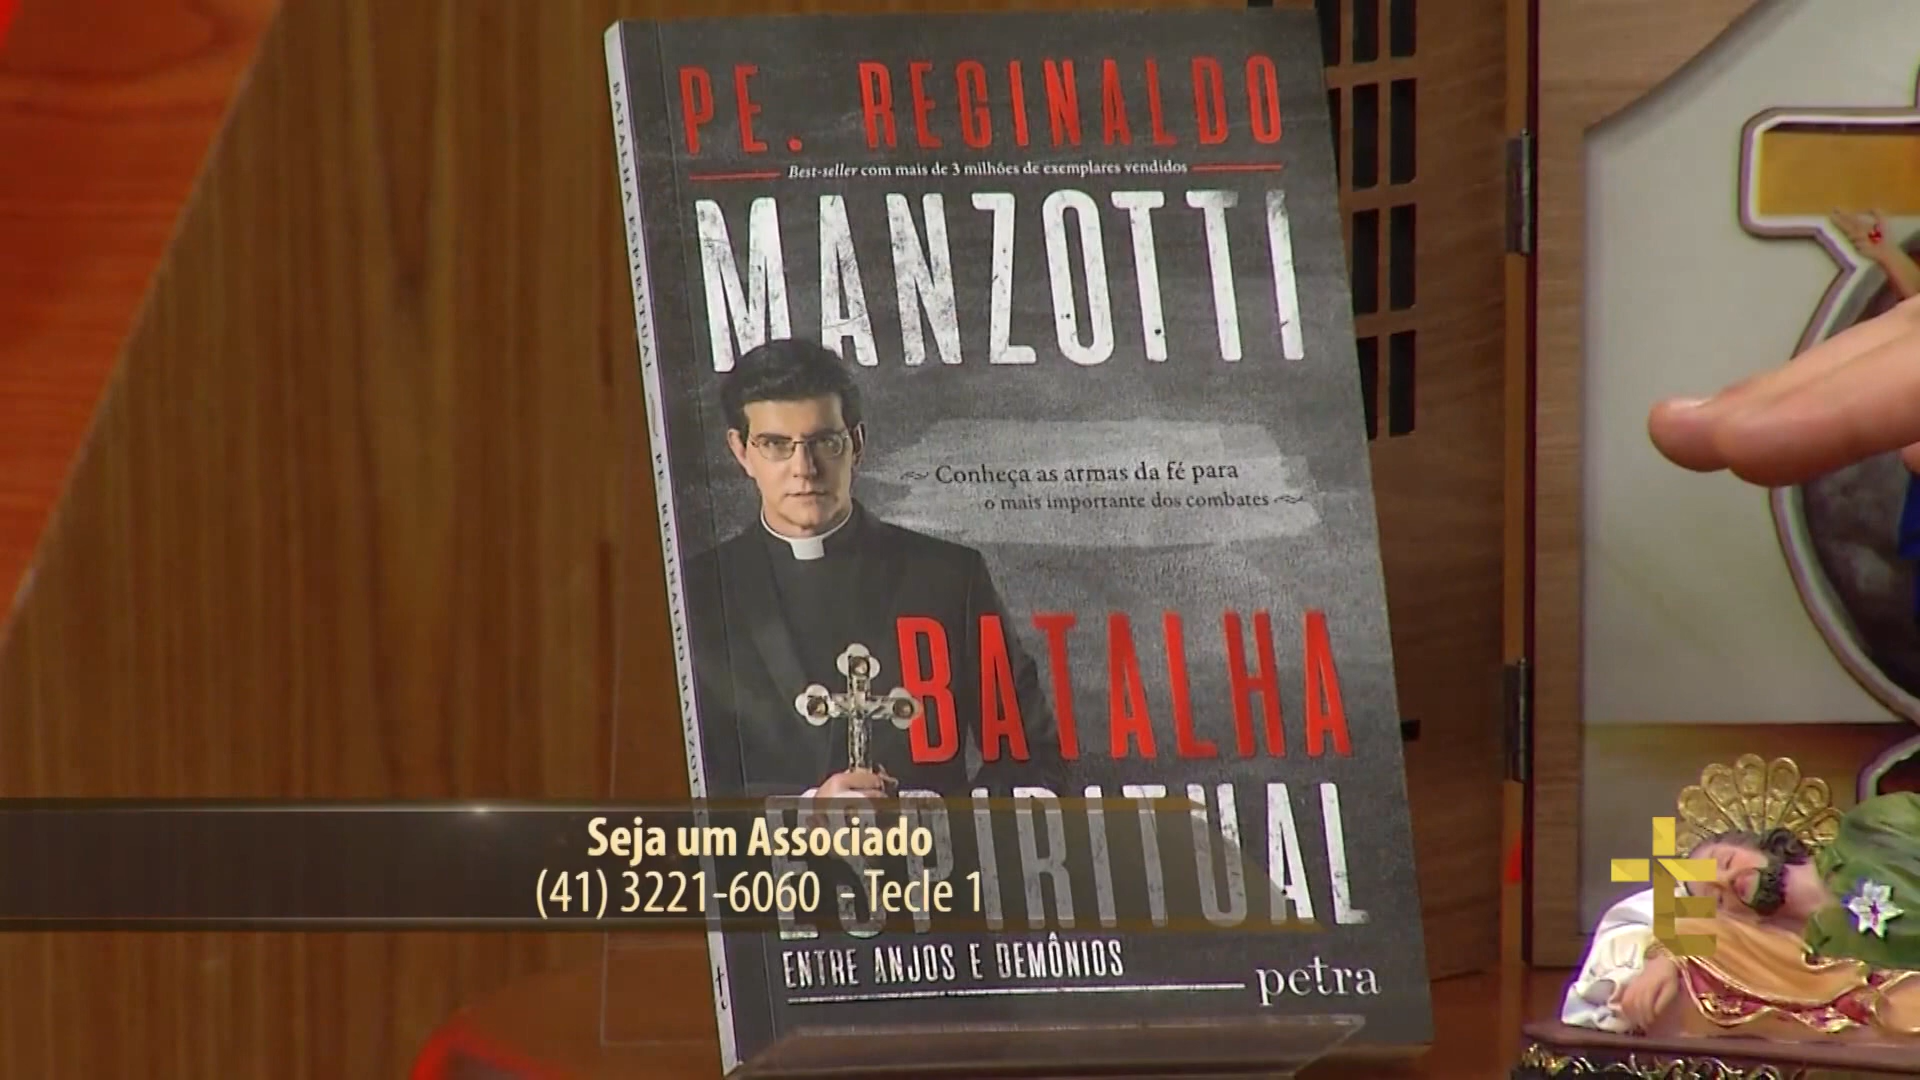 PE. REGINALDO
Best-seller com mais de 3 milhões de exemplares vendidos
MANZOTTI
Conheça as armas da fé para
o mais importante dos combates
BATALHA
ESPIRITUAL
ENTRE ANJOS E DEMÔNIOS
petra
BATALHA ESPIRITUAL PE. REGINALDO MANZOTTI
Seja um Associado
(41) 3221-6060 - Tecle 1